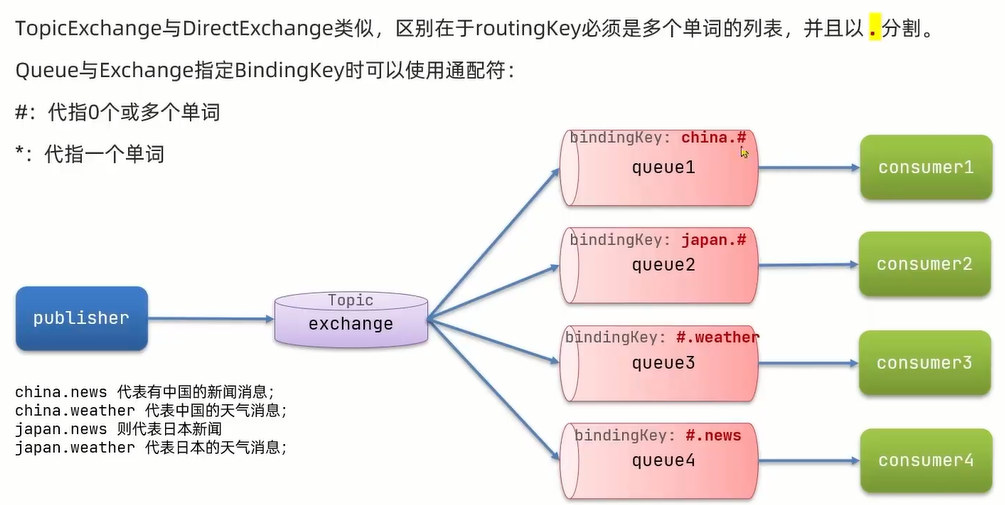 TopicExchange与DirectExchange类似，区别在于routingKey必须是多个单词的列表，并且以 . 分割。
Queue与Exchange指定BindingKey时可以使用通配符：
#：代指0个或多个单词
*：代指一个单词
bindingKey: china.#
queue1
consumer1
bindingKey: japan.#
queue2
consumer2
publisher
Topic
exchange
bindingKey: #.weather
queue3
consumer3
bindingKey: #.news
queue4
consumer4
china.news 代表有中国的新闻消息；
china.weather 代表中国的天气消息；
japan.news 则代表日本新闻
japan.weather 代表日本的天气消息；